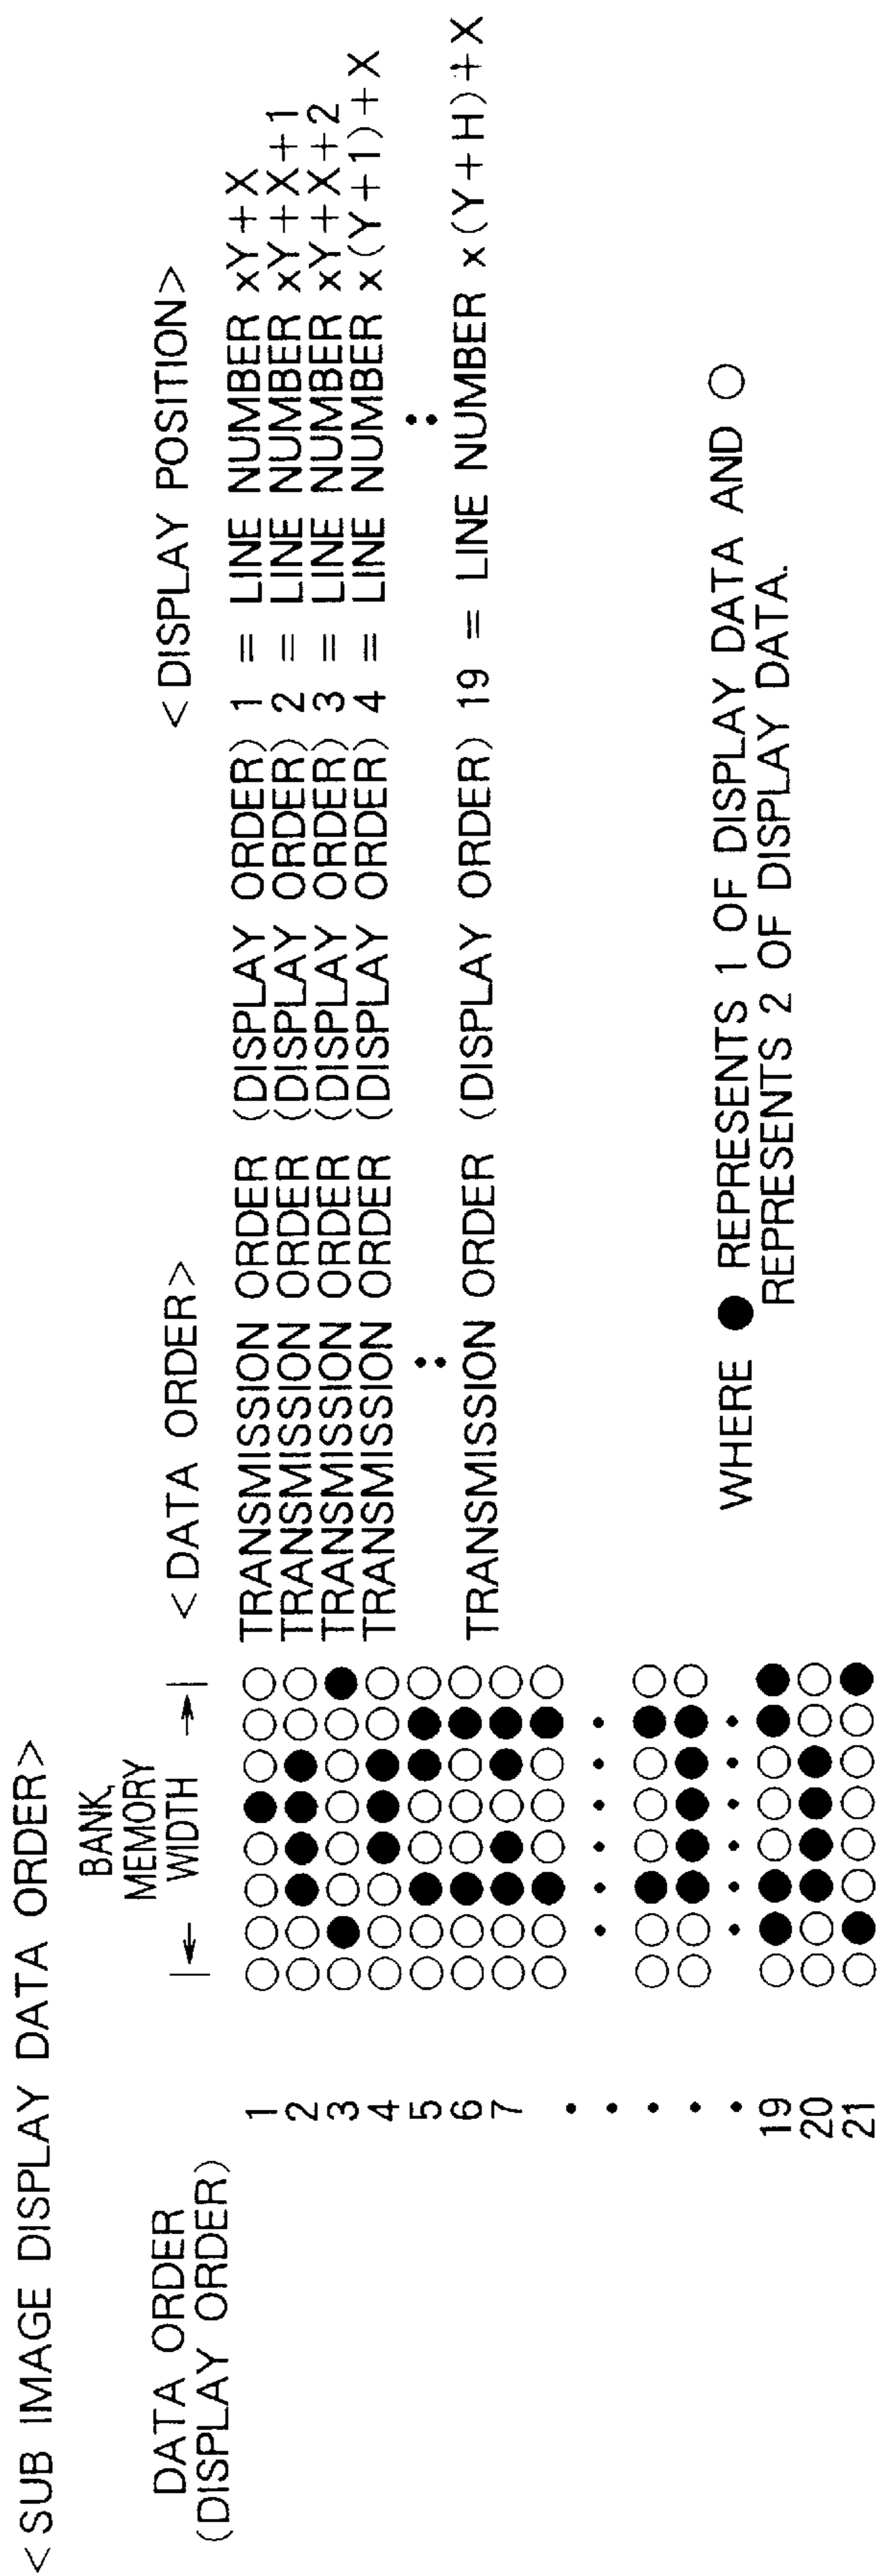 <SUB IMAGE DISPLAY DATA ORDER>
DATA ORDER
(DISPLAY ORDER)
BANK,
MEMORY
WIDTH
<DATA ORDER>
<DISPLAY POSITION>
1
2
3
4
5
6
7
19
20
21
TRANSMISSION ORDER (DISPLAY ORDER) 1 = LINE NUMBER xY+X
TRANSMISSION ORDER (DISPLAY ORDER) 2 = LINE NUMBER xY+X+1
TRANSMISSION ORDER (DISPLAY ORDER) 3 = LINE NUMBER xY+X+2
TRANSMISSION ORDER (DISPLAY ORDER) 4 = LINE NUMBER x(Y+1)+X
TRANSMISSION ORDER (DISPLAY ORDER) 19 = LINE NUMBER x(Y+H)+X
WHERE ● REPRESENTS 1 OF DISPLAY DATA AND ○
REPRESENTS 2 OF DISPLAY DATA.